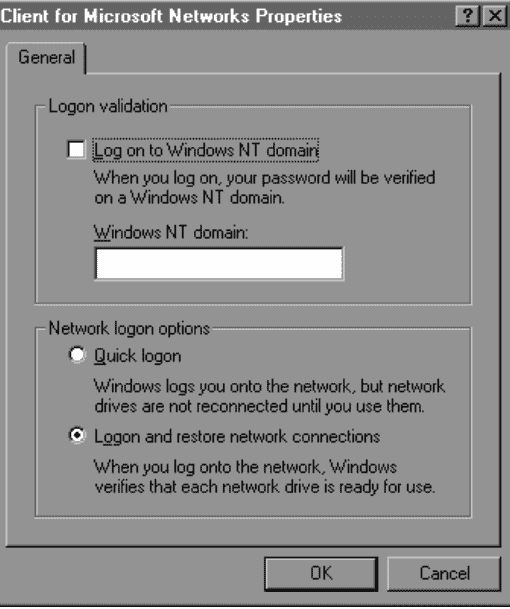 Client for Microsoft Networks Properties
General
Logon validation
Log on to Windows NT domain
When you log on, your password will be verified
on a Windows NT domain.
Windows NT domain:
Network logon options
Quick logon
Windows logs you onto the network, but network
drives are not reconnected until you use them.
Logon and restore network connections
When you log onto the network, Windows
verifies that each network drive is ready for use.
OK
Cancel